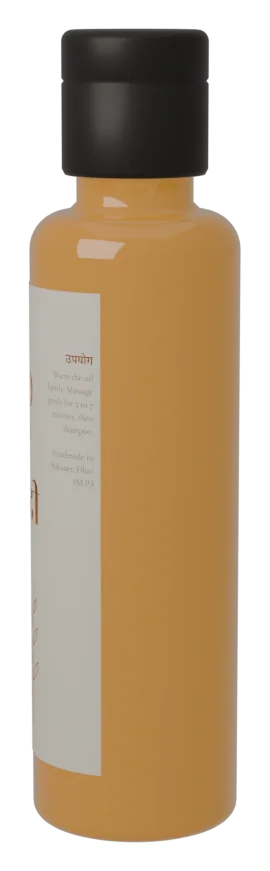 उपयोग
Warm the oil
lightly. Massage
gently for 5 to 7
minutes, then
shampoo.
Handmade in
Dhar
(M.P.)